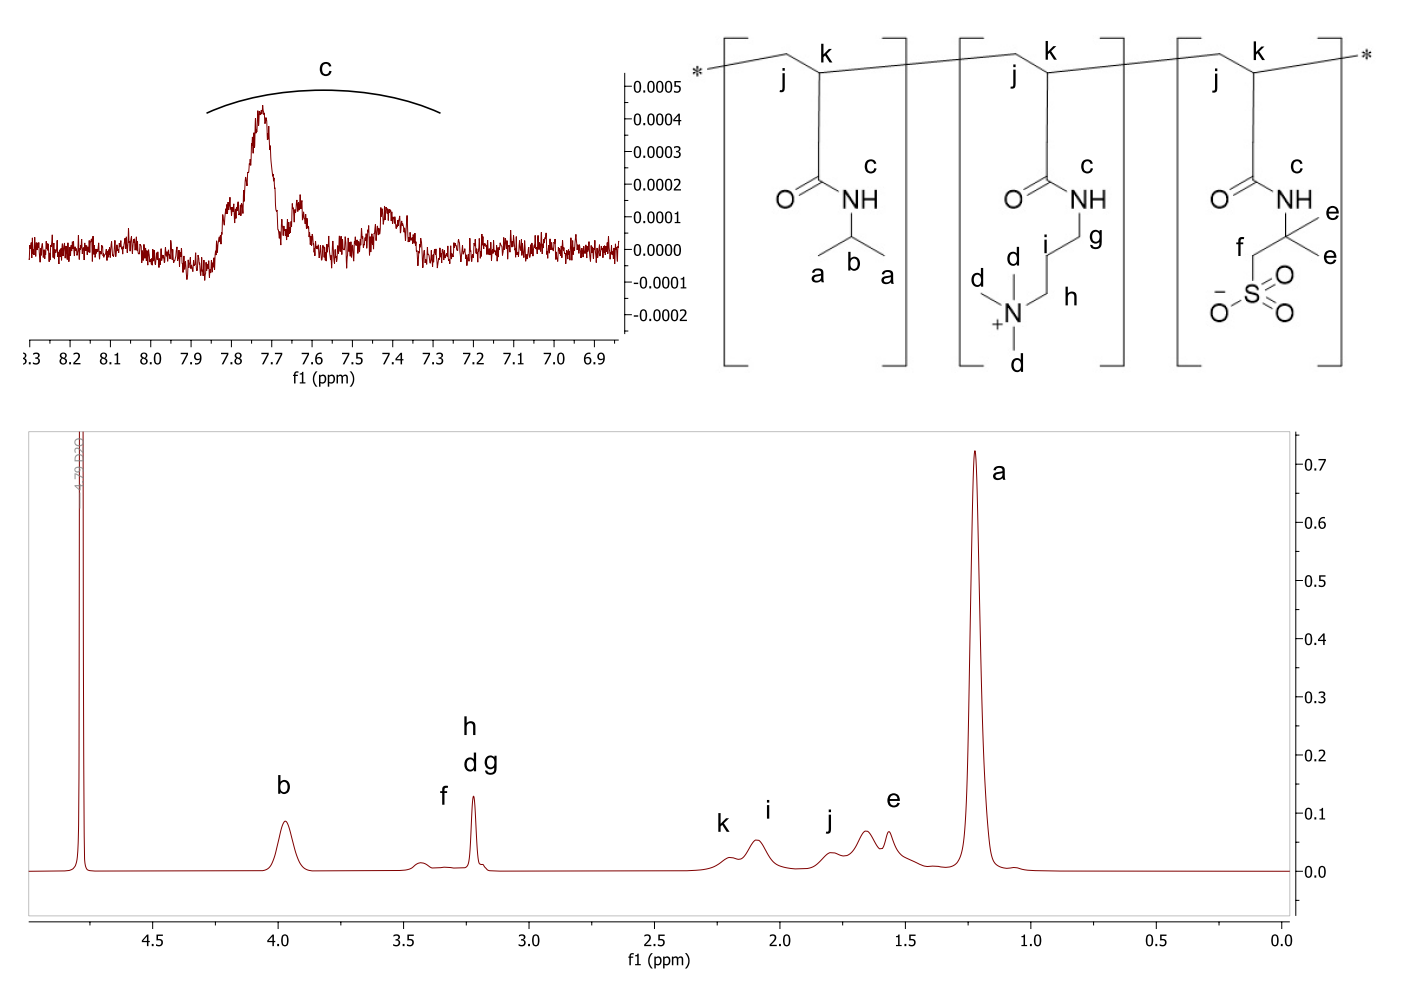 c
0.0005
0.0004
0.0003
0.0002
0.0001
0.0000
-0.0001
-0.0002
8.2 8.1 8.0 7.9 7.8 7.7 7.6 7.5 7.4 7.3 7.2 7.1 7.0 6.9
f1 (ppm)
* k k k *
j j j
c c c
O NH O NH O NH
a b a
d d i g
h
N
+
d
e
f e
− S O
O O
4.79 D2O
a
0.7
0.6
0.5
0.4
0.3
0.2
0.1
0.0
h
d g
b f
k i j e
4.5 4.0 3.5 3.0 2.5 2.0 1.5 1.0 0.5 0.0
f1 (ppm)